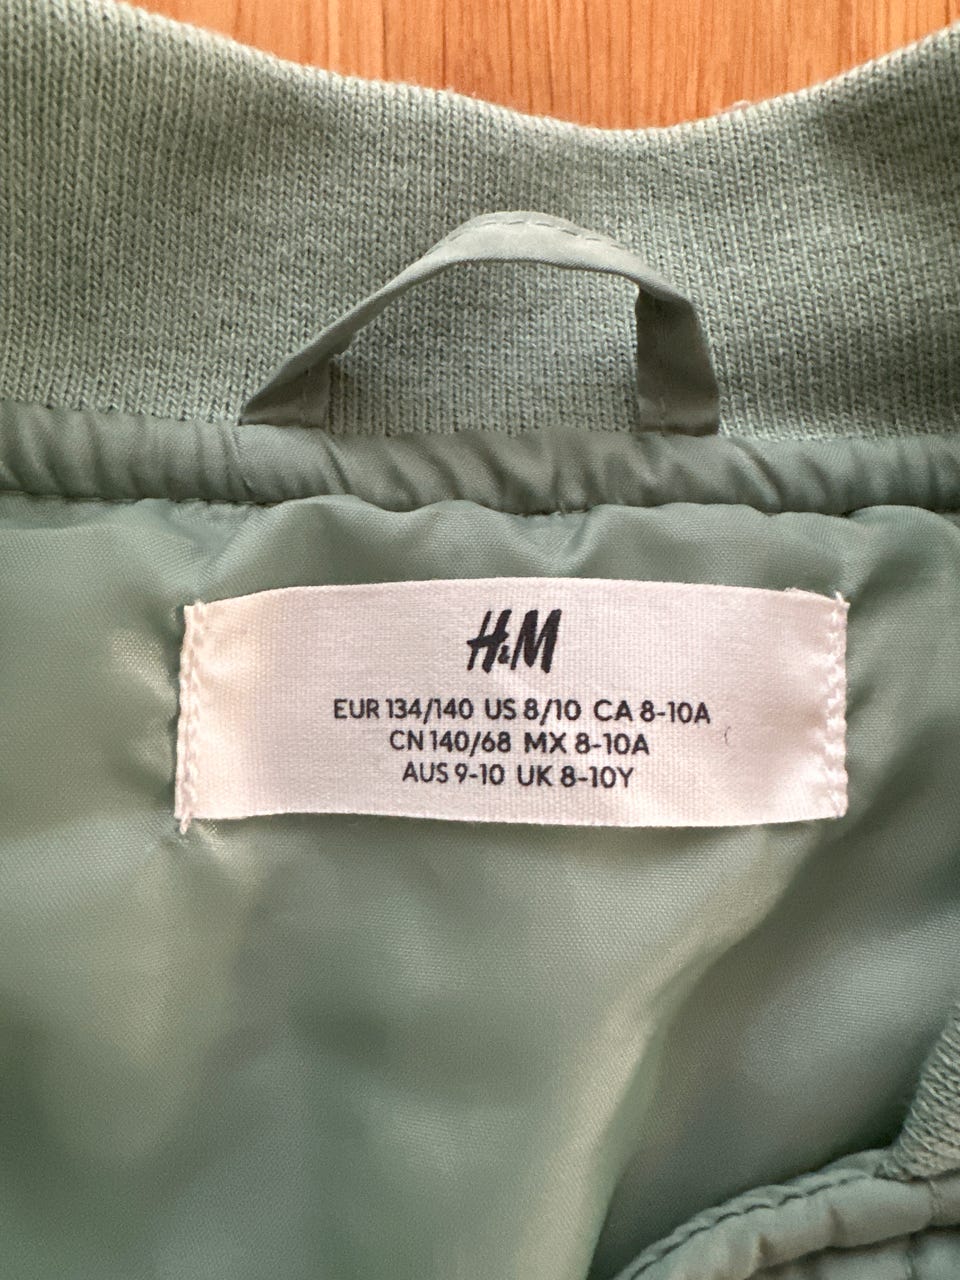 H&M
EUR 134/140 US 8/10 CA 8-10A
CN 140/68 MX 8-10A
AUS 9-10 UK 8-10Y